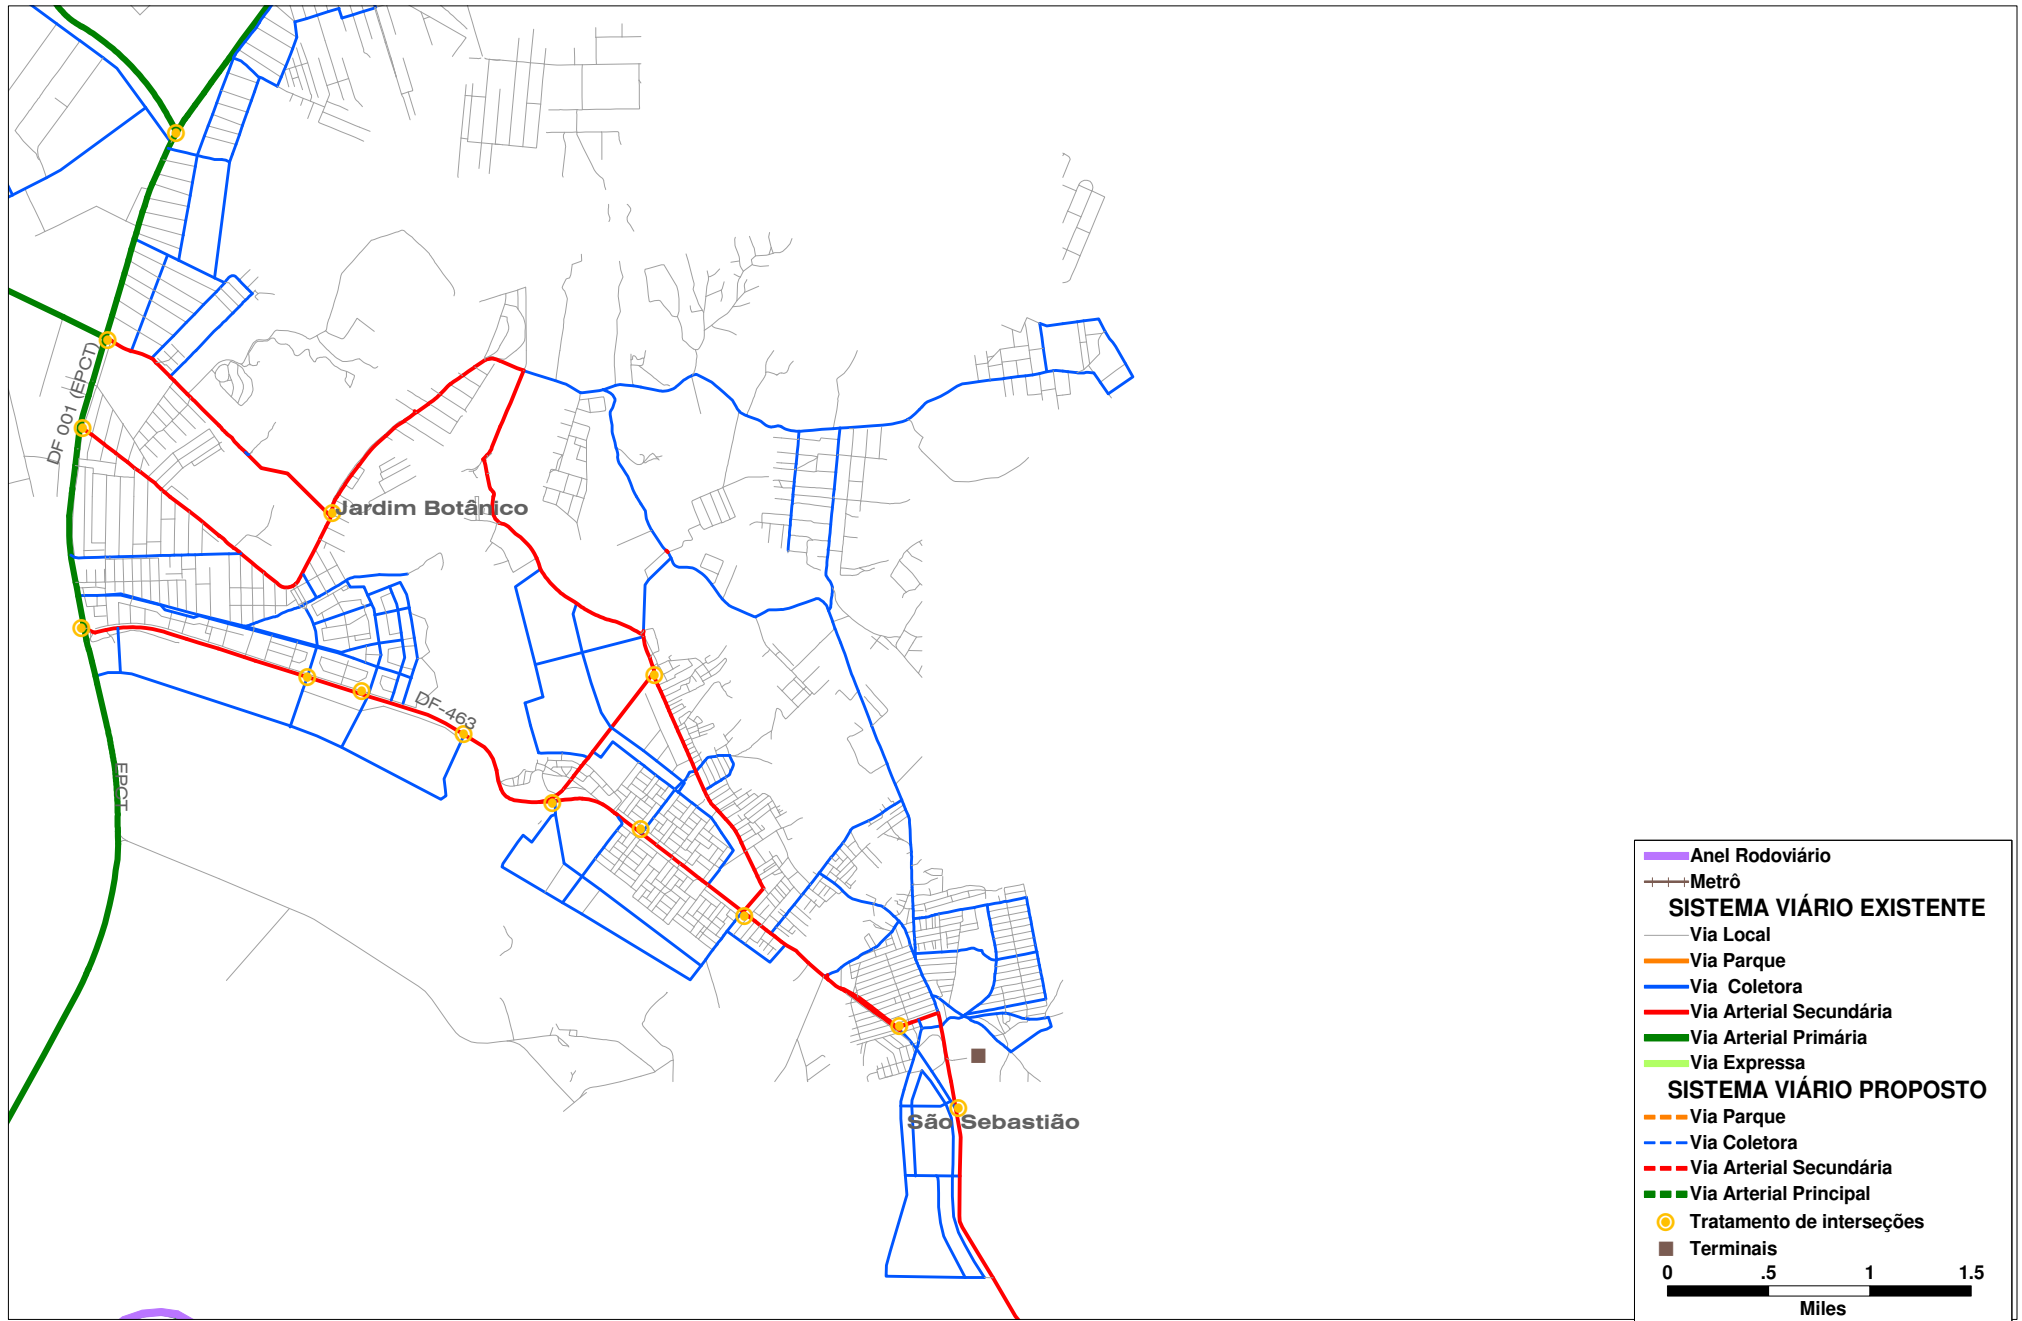 DF 001 (EPCT)
Jardim Botânico
DF-463
EPCT
São Sebastião
Anel Rodoviário
Metrô
SISTEMA VIÁRIO EXISTENTE
Via Local
Via Parque
Via Coletora
Via Arterial Secundária
Via Arterial Primária
Via Expressa
SISTEMA VIÁRIO PROPOSTO
Via Parque
Via Coletora
Via Arterial Secundária
Via Arterial Principal
Tratamento de interseções
Terminais
0 .5 1 1.5
Miles